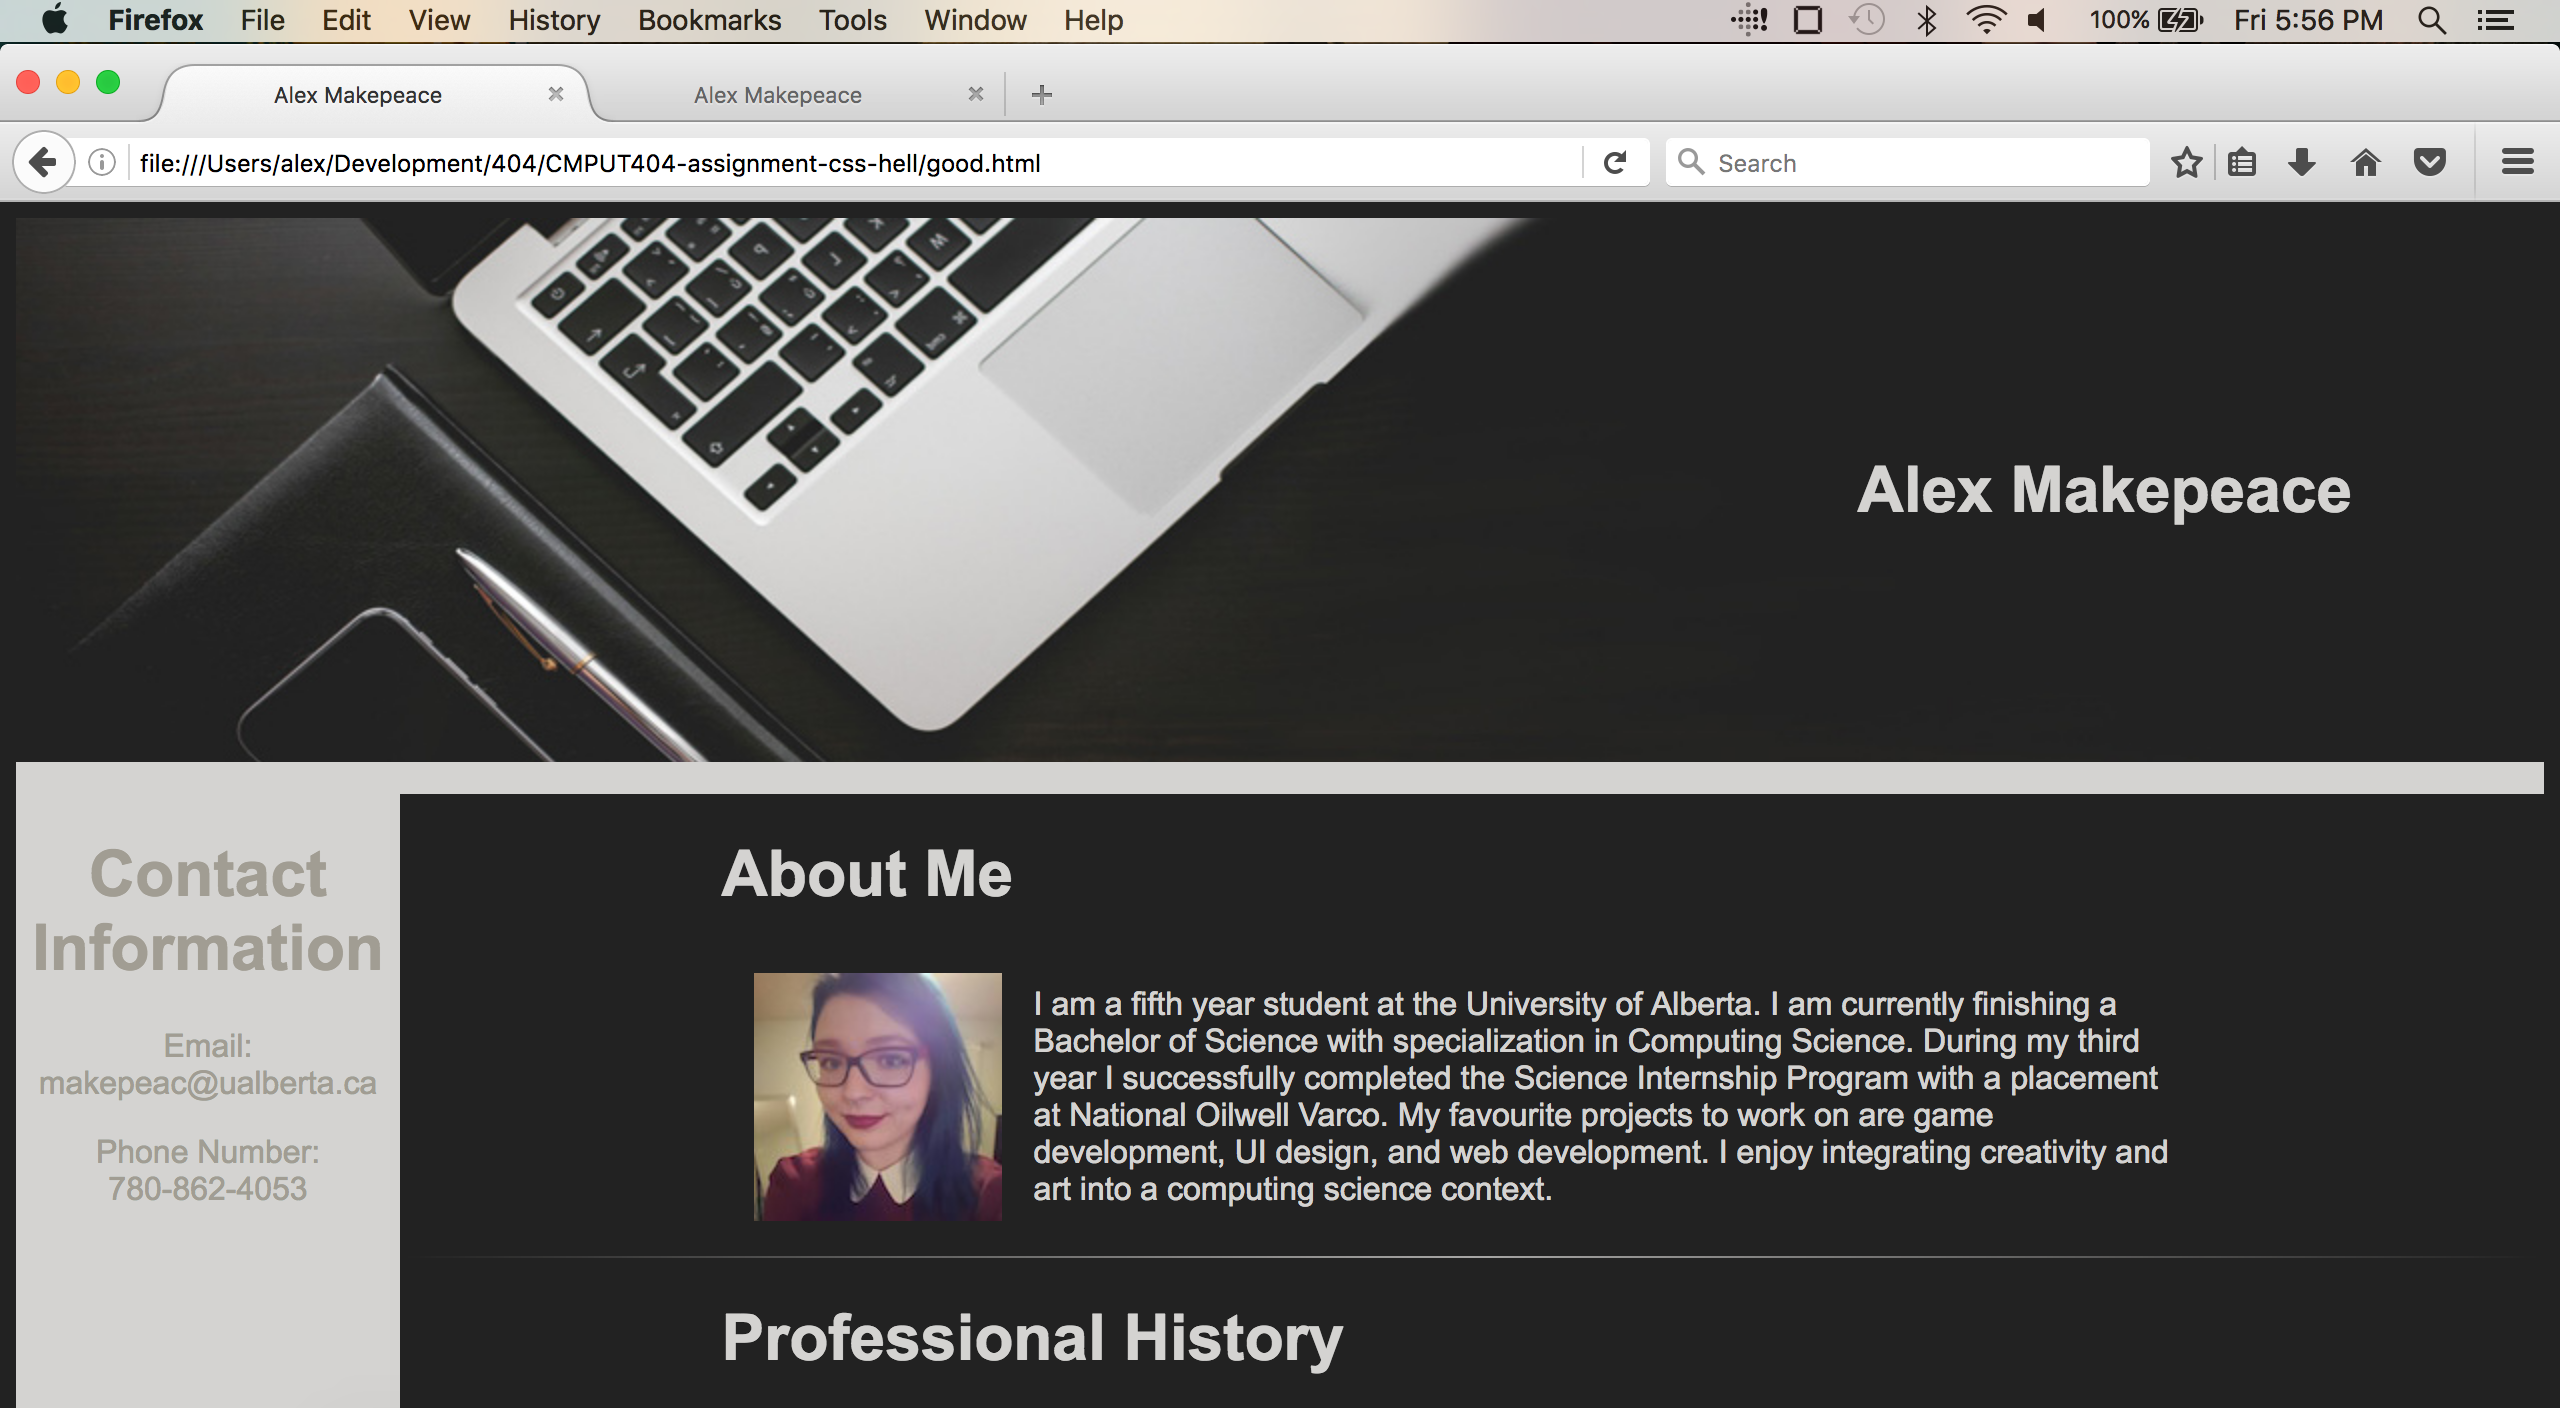 Firefox File Edit View History Bookmarks Tools Window Help 100% Fri 5:56 PM
Alex Makepeace Alex Makepeace
file:///Users/alex/Development/404/CMPUT404-assignment-css-hell/good.html Search
Alex Makepeace
Contact
Information
Email:
makepeac@ualberta.ca
Phone Number:
780-862-4053
About Me
I am a fifth year student at the University of Alberta. I am currently finishing a
Bachelor of Science with specialization in Computing Science. During my third
year I successfully completed the Science Internship Program with a placement
at National Oilwell Varco. My favourite projects to work on are game
development, UI design, and web development. I enjoy integrating creativity and
art into a computing science context.
Professional History